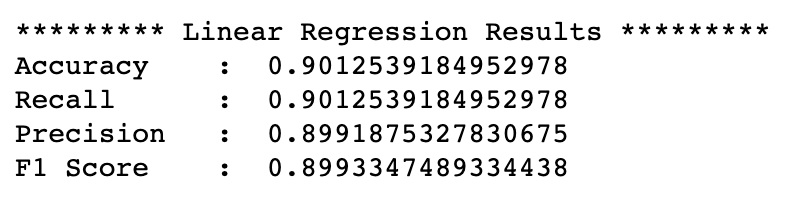 ********* Linear Regression Results *********
Accuracy    :  0.9012539184952978
Recall      :  0.9012539184952978
Precision   :  0.8991875327830675
F1 Score    :  0.8993347489334438